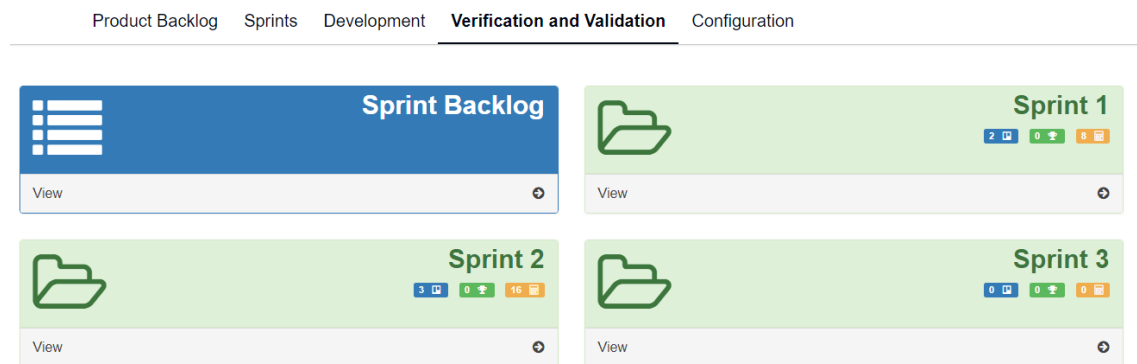 Product Backlog Sprints Development Verification and Validation Configuration
Sprint Backlog
View
Sprint 1
2 0 8
View
Sprint 2
3 0 16
View
Sprint 3
0 0 0
View